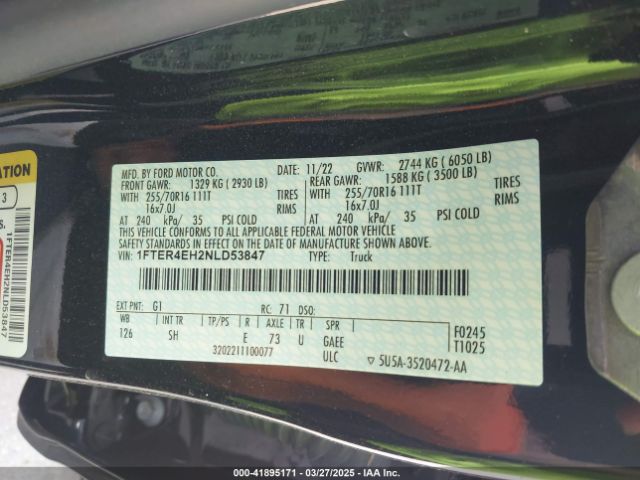 MFD. BY FORD MOTOR CO.
DATE: 11/22 GVWR: 2744 KG ( 6050 LB)
FRONT GAWR: 1329 KG ( 2930 LB)
REAR GAWR: 1588 KG ( 3500 LB)
WITH 255/70R16 111T TIRES
16x7.0J RIMS
WITH 255/70R16 111T TIRES
16x7.0J RIMS
AT 240 kPa/ 35 PSI COLD
AT 240 kPa/ 35 PSI COLD
THIS VEHICLE CONFORMS TO ALL APPLICABLE FEDERAL MOTOR VEHICLE
SAFETY AND THEFT PREVENTION STANDARDS IN EFFECT ON THE DATE
OF MANUFACTURE SHOWN ABOVE.
VIN: 1FTER4EH2NLD53847 TYPE: Truck
EXT PNT: G1 RC: 71 DSO:
WB INT TR TP/PS R AXLE TR SPR
126 SH E 73 U GAEE
ULC
F0245
T1025
3202211100077
5U5A-3520472-AA
ATION
3
S.
1FTER4EH2NLD53847
000-41895171 | 03/27/2025 | IAA Inc.